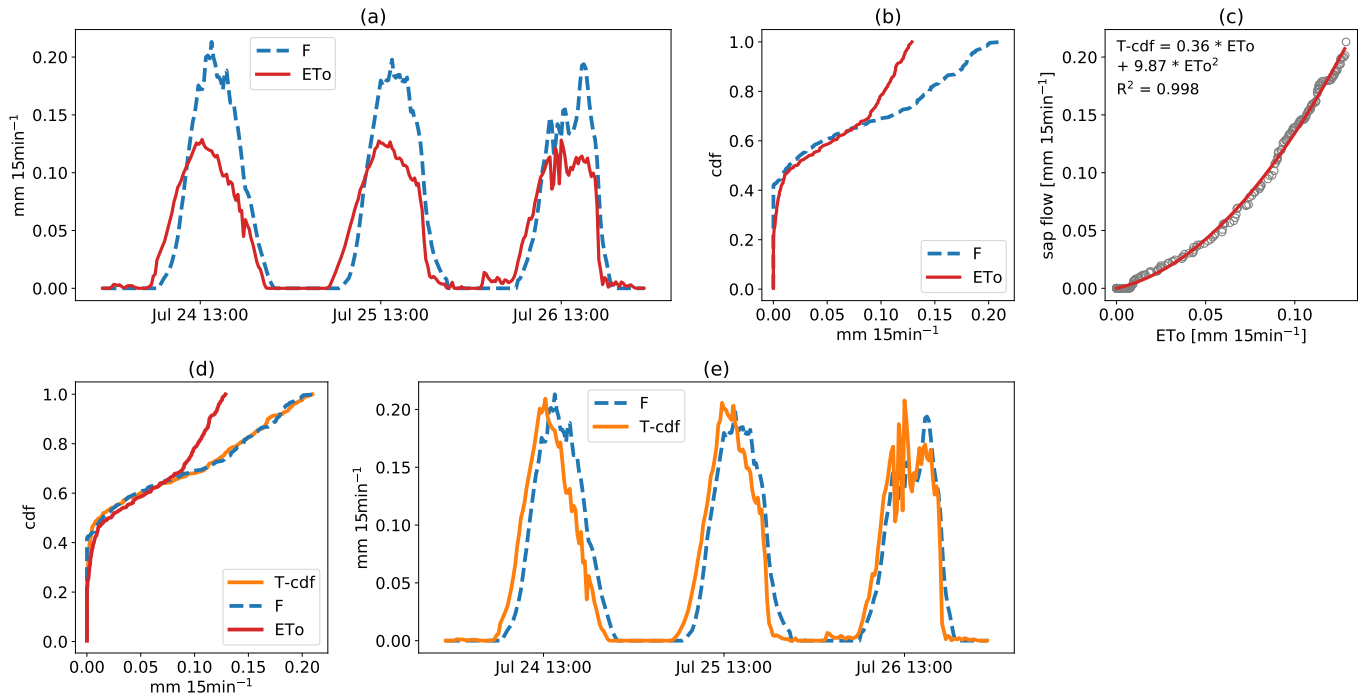 (a)
mm 15min⁻¹
0.20
0.15
0.10
0.05
0.00
F
ETo
Jul 24 13:00
Jul 25 13:00
Jul 26 13:00
(b)
cdf
1.0
0.8
0.6
0.4
0.2
0.0
F
ETo
0.00
0.05
0.10
0.15
0.20
mm 15min⁻¹
(c)
sap flow [mm 15min⁻¹]
0.20
0.15
0.10
0.05
0.00
T-cdf = 0.36 * ETo
+ 9.87 * ETo²
R² = 0.998
0.00
0.05
0.10
ETo [mm 15min⁻¹]
(d)
cdf
1.0
0.8
0.6
0.4
0.2
0.0
T-cdf
F
ETo
0.00
0.05
0.10
0.15
0.20
mm 15min⁻¹
(e)
mm 15min⁻¹
0.20
0.15
0.10
0.05
0.00
F
T-cdf
Jul 24 13:00
Jul 25 13:00
Jul 26 13:00